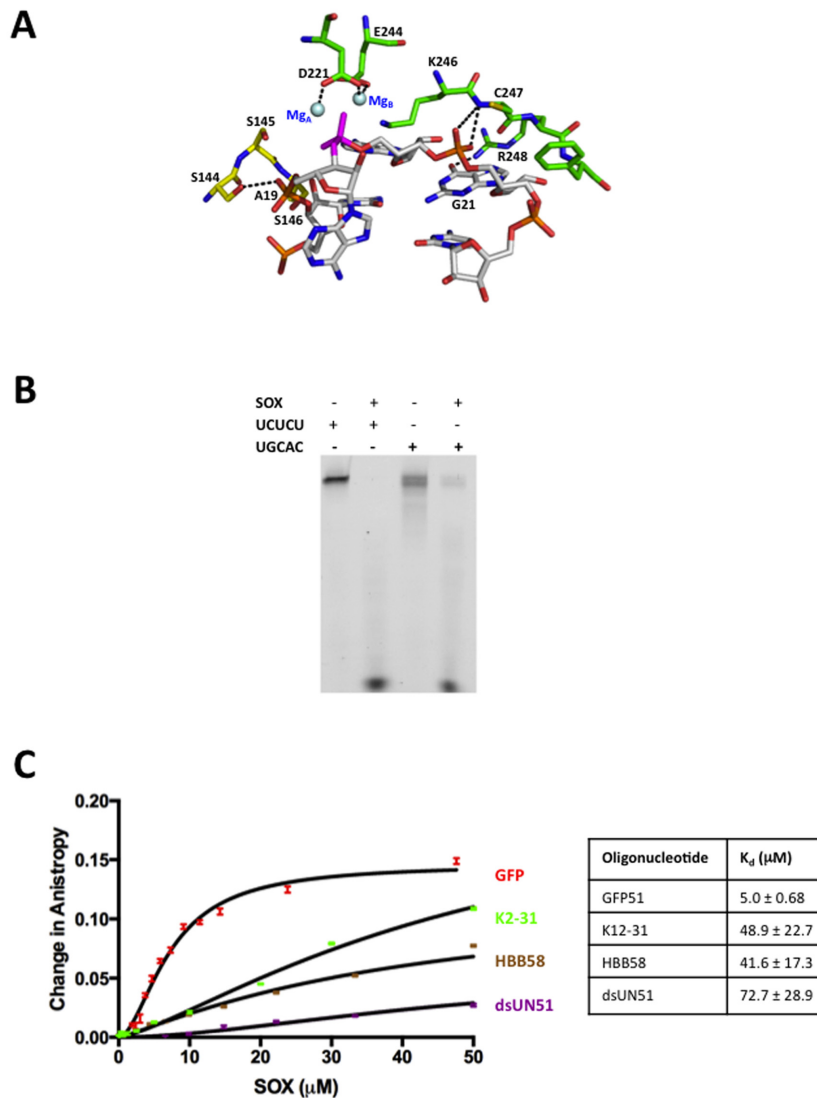 A
E244
D221
K246
C247
MgA
MgB
S145
R248
S144
A19
G21
S146
B
SOX - + - +
UCUCU + + - -
UGCAC - - + +
C
Change in Anistropy
0.20
0.15
0.10
0.05
0.00
0 10 20 30 40 50
SOX (μM)
GFP
K2-31
HBB58
dsUN51
Oligonucleotide Kd (μM)
GFP51 5.0 ± 0.68
K12-31 48.9 ± 22.7
HBB58 41.6 ± 17.3
dsUN51 72.7 ± 28.9